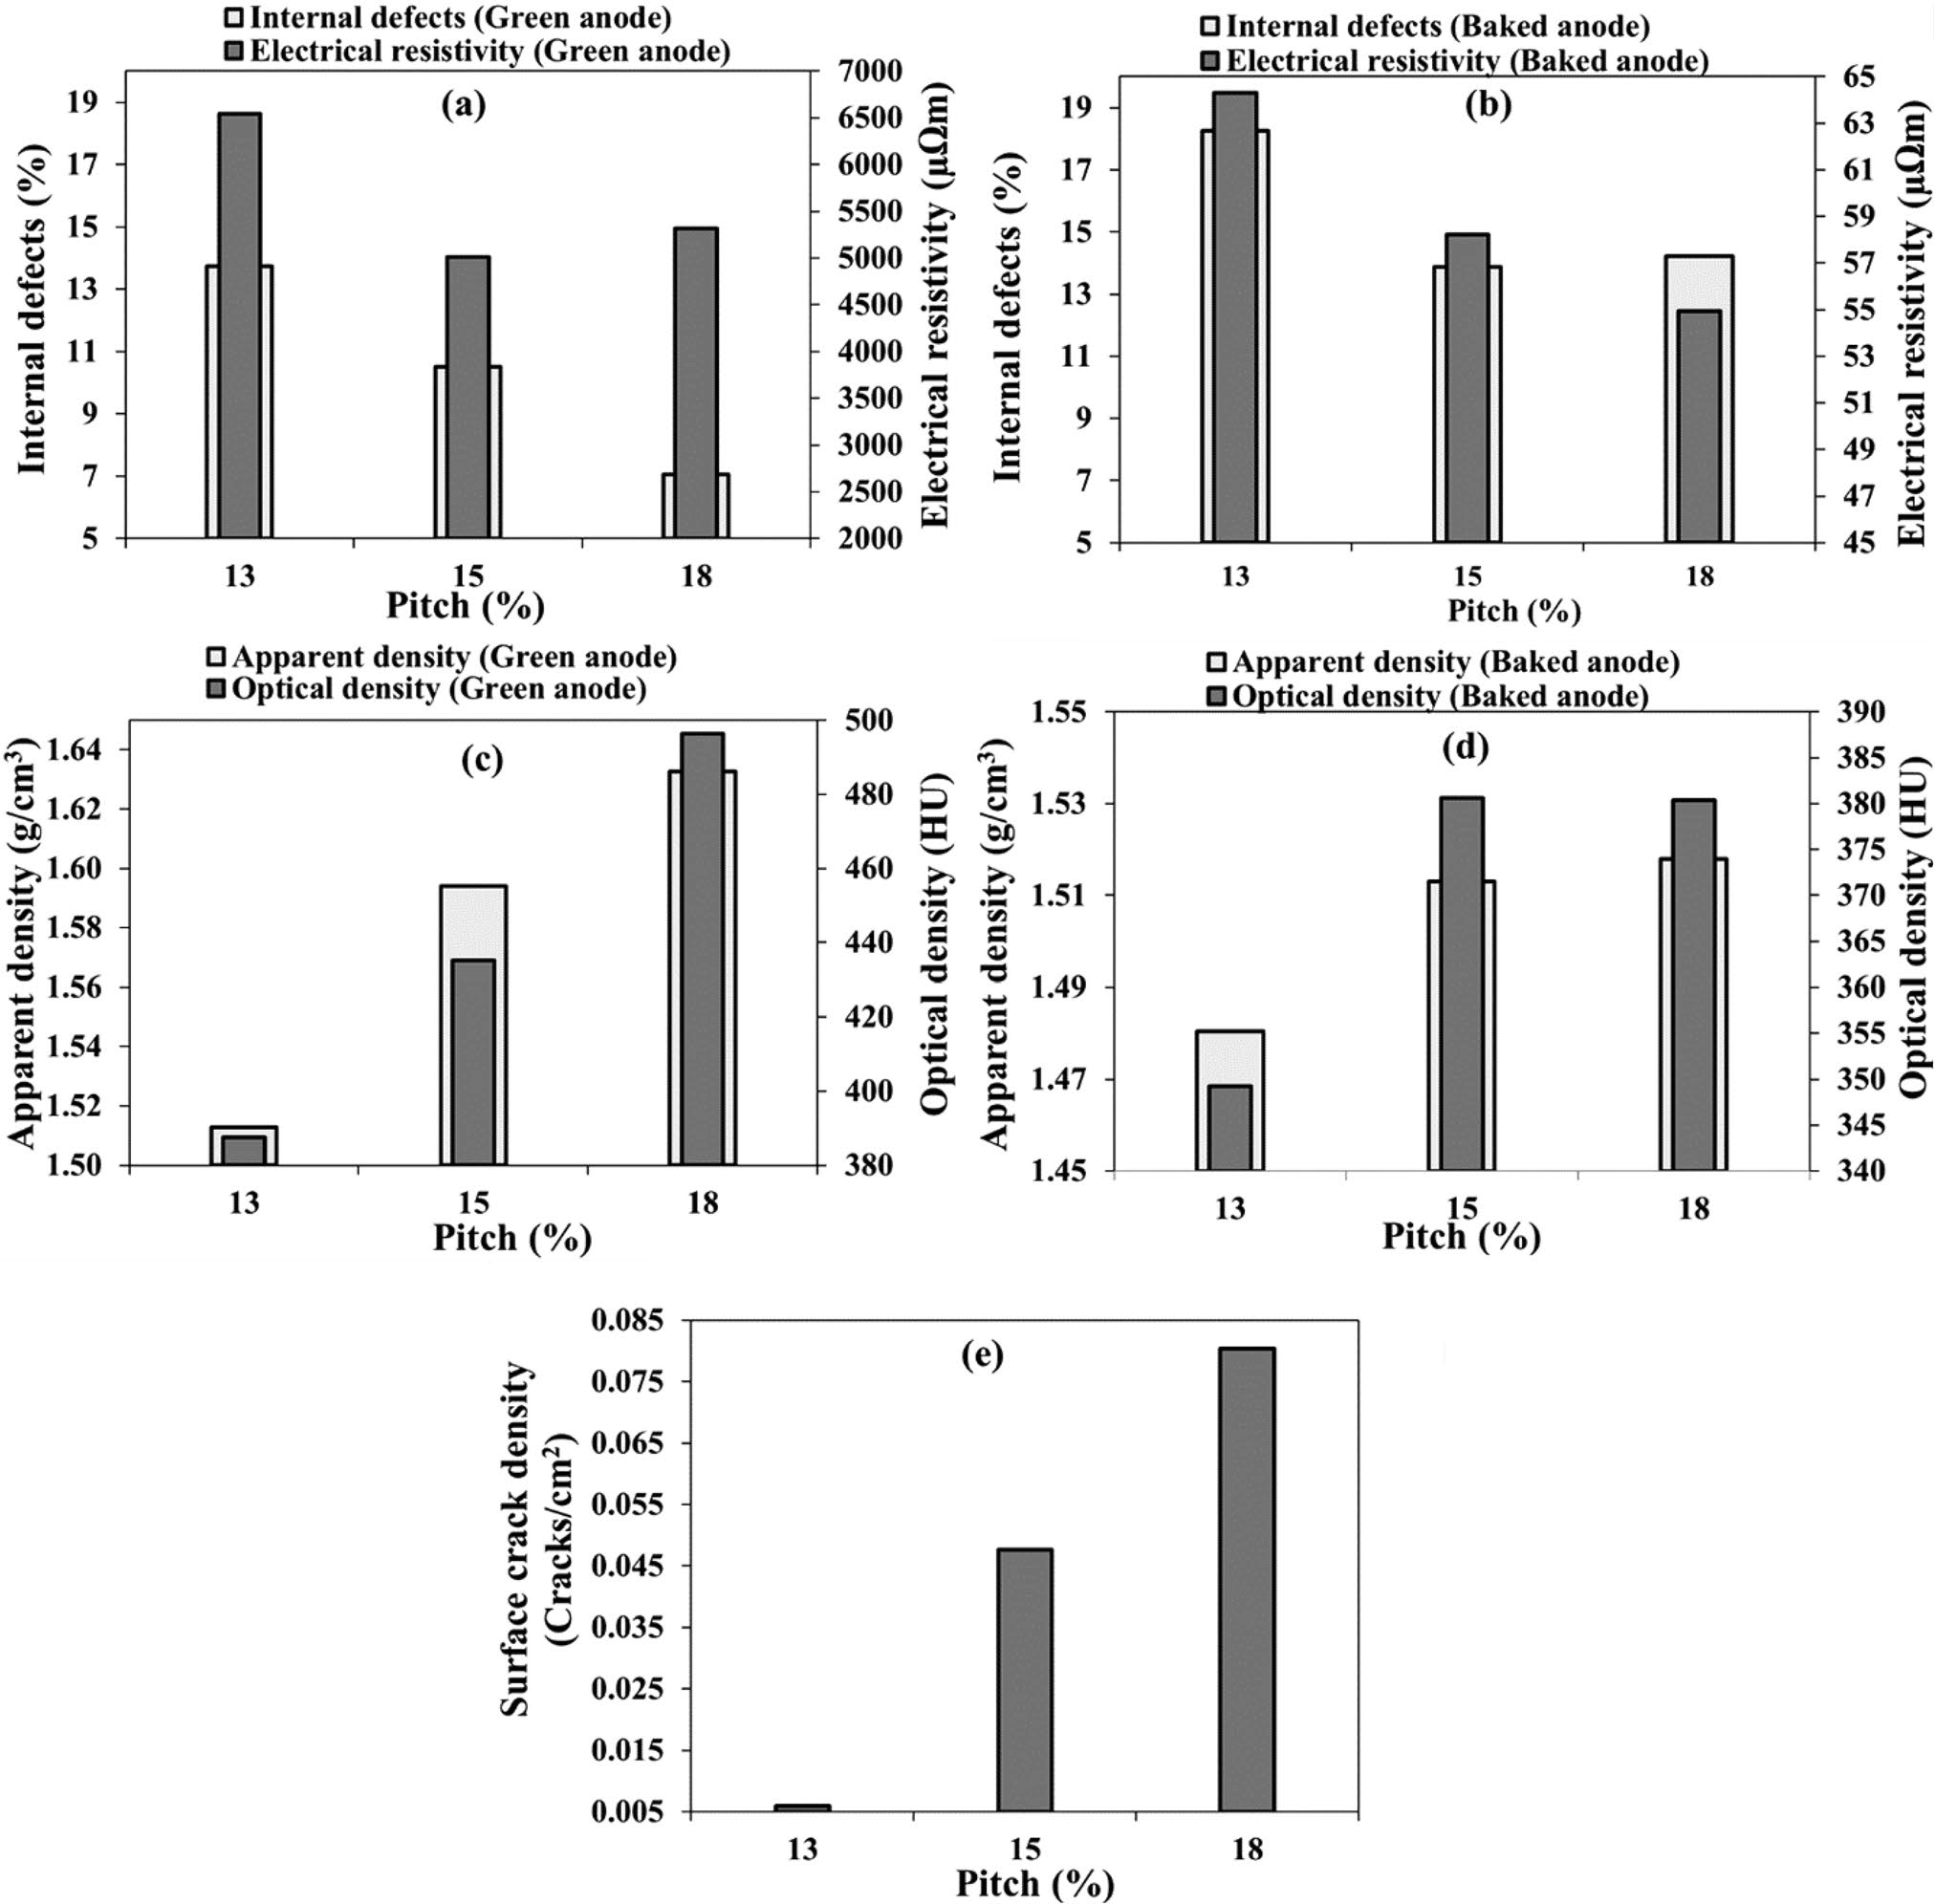 Internal defects (Green anode)
Electrical resistivity (Green anode)
(a)
Internal defects (%)
19
17
15
13
11
9
7
5
7000
6500
6000
5500
5000
4500
4000
3500
3000
2500
2000
Electrical resistivity (μΩm)
13 15 18
Pitch (%)
Internal defects (Baked anode)
Electrical resistivity (Baked anode)
(b)
Internal defects (%)
19
17
15
13
11
9
7
5
65
63
61
59
57
55
53
51
49
47
45
Electrical resistivity (μΩm)
13 15 18
Pitch (%)
Apparent density (Green anode)
Optical density (Green anode)
(c)
Apparent density (g/cm³)
1.64
1.62
1.60
1.58
1.56
1.54
1.52
1.50
500
480
460
440
420
400
380
Optical density (HU)
13 15 18
Pitch (%)
Apparent density (Baked anode)
Optical density (Baked anode)
(d)
Apparent density (g/cm³)
1.55
1.53
1.51
1.49
1.47
1.45
390
385
380
375
370
365
360
355
350
345
340
Optical density (HU)
13 15 18
Pitch (%)
(e)
Surface crack density
(Cracks/cm²)
0.085
0.075
0.065
0.055
0.045
0.035
0.025
0.015
0.005
13 15 18
Pitch (%)